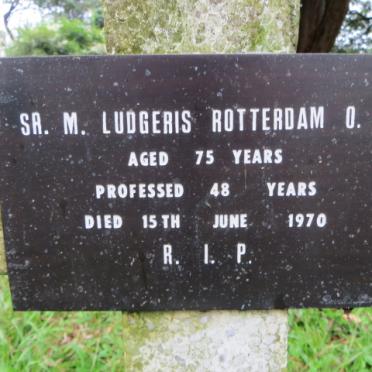 SR. M. LUDGERIS ROTTERDAM O.
AGED 75 YEARS
PROFESSED 48 YEARS
DIED 15TH JUNE 1970
R. I. P.